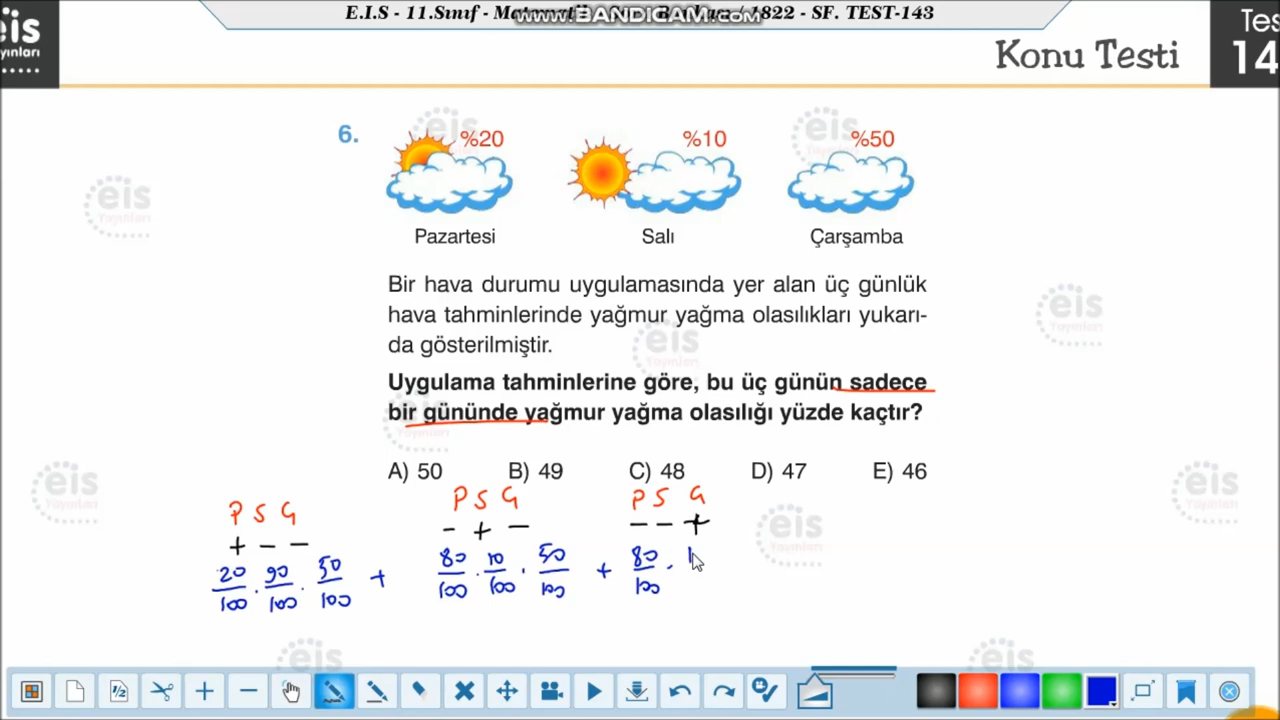 E.I.S - 11.Sınıf - Matematik
www.BANDICAM.com
1822 - SF. TEST-143
eis
Yayınları
Konu Testi
Tes
14
6.
%20
%10
%50
Pazartesi
Salı
Çarşamba
Bir hava durumu uygulamasında yer alan üç günlük
hava tahminlerinde yağmur yağma olasılıkları yukarı-
da gösterilmiştir.
Uygulama tahminlerine göre, bu üç günün sadece
bir gününde yağmur yağma olasılığı yüzde kaçtır?
A) 50 B) 49 C) 48 D) 47 E) 46
P S Ç P S Ç P S Ç
+ - - - + - - - +
20/100 . 90/100 . 50/100 + 80/100 . 10/100 . 50/100 + 80/100 .